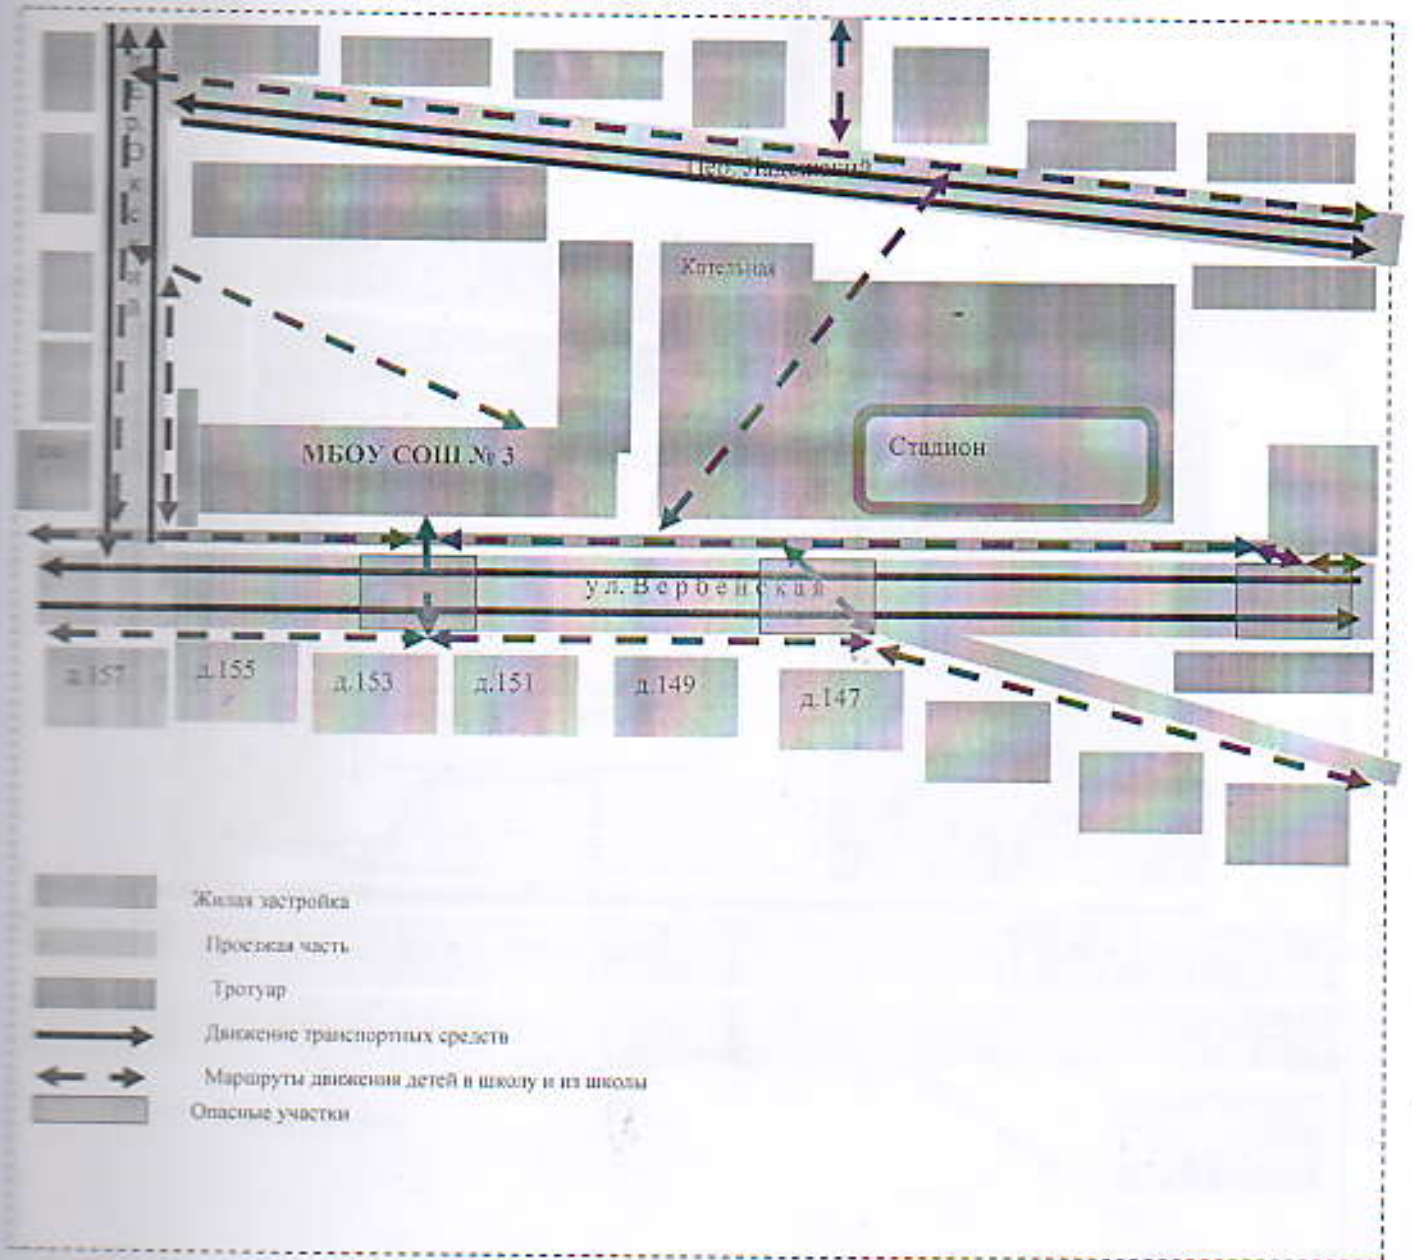 Пер.
Котельная
МБОУ СОШ № 3
Стадион
ул. Вербенская
д.157
д.155
д.153
д.151
д.149
д.147
Жилая застройка
Проезжая часть
Тротуар
Движение транспортных средств
Маршруты движения детей в школу и из школы
Опасные участки